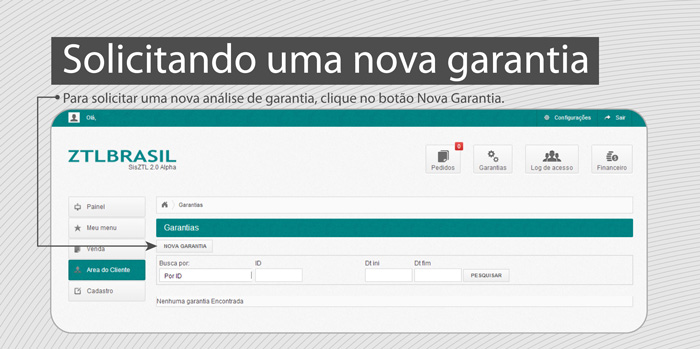 Solicitando uma nova garantia
Para solicitar uma nova análise de garantia, clique no botão Nova Garantia.
Olá,
Configurações
Sair
ZTLBRASIL
SisZTL 2.0 Alpha
0
Pedidos
Garantias
Log de acesso
Financeiro
Painel
Meu menu
Venda
Area do Cliente
Cadastro
Garantias
Garantias
NOVA GARANTIA
Busca por: ID Dt ini Dt fim
Por ID PESQUISAR
Nenhuma garantia Encontrada